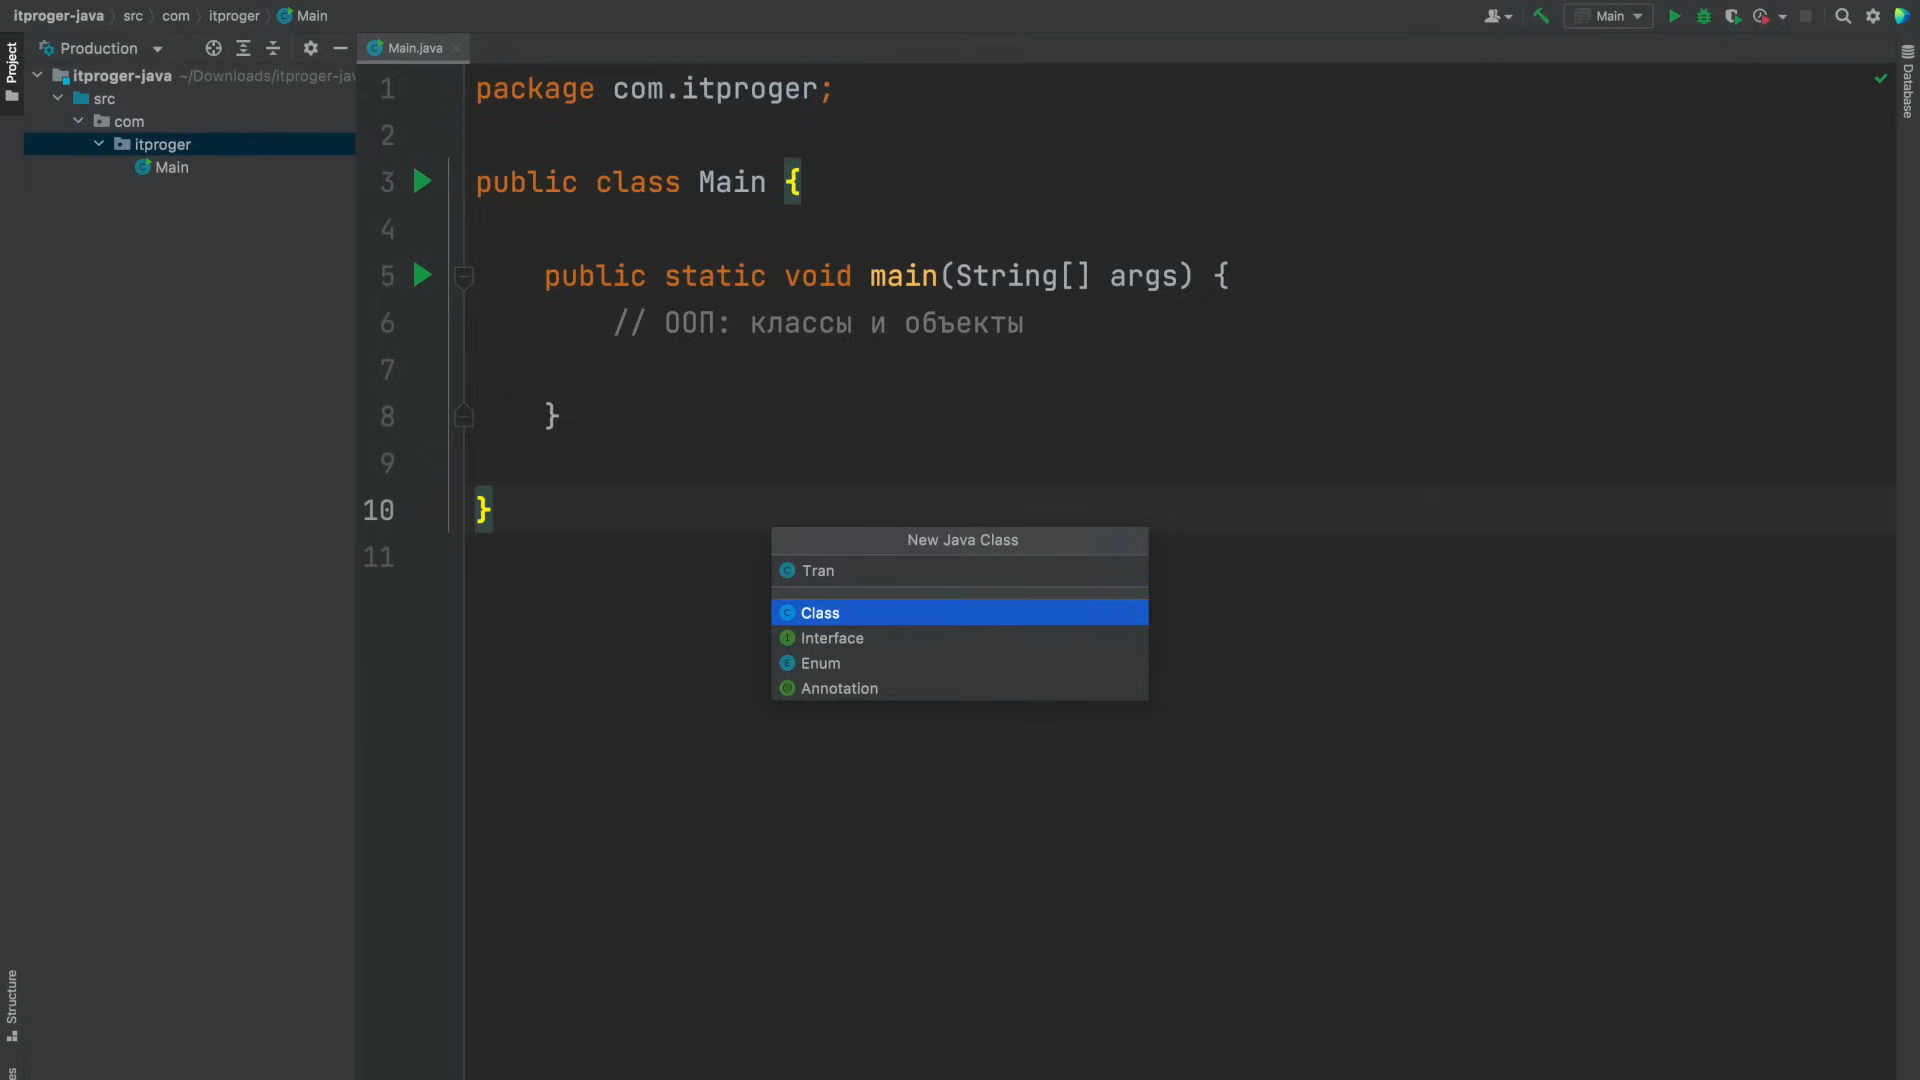 itproger-java src com itproger Main
Main
Project
Production
Main.java
itproger-java ~/Downloads/itproger-jav
src
com
itproger
Main
1 package com.itproger;
2
3 public class Main {
4
5 public static void main(String[] args) {
6 // ООП: классы и объекты
7
8 }
9
10 }
11
New Java Class
Tran
Class
Interface
Enum
Annotation
Database
Structure